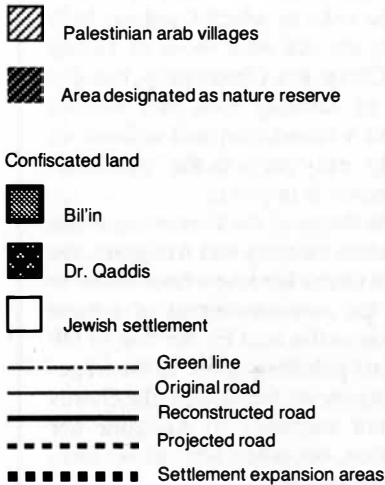 Palestinian arab villages
Area designated as nature reserve
Confiscated land
Bil'in
Dr. Qaddis
Jewish settlement
Green line
Original road
Reconstructed road
Projected road
Settlement expansion areas